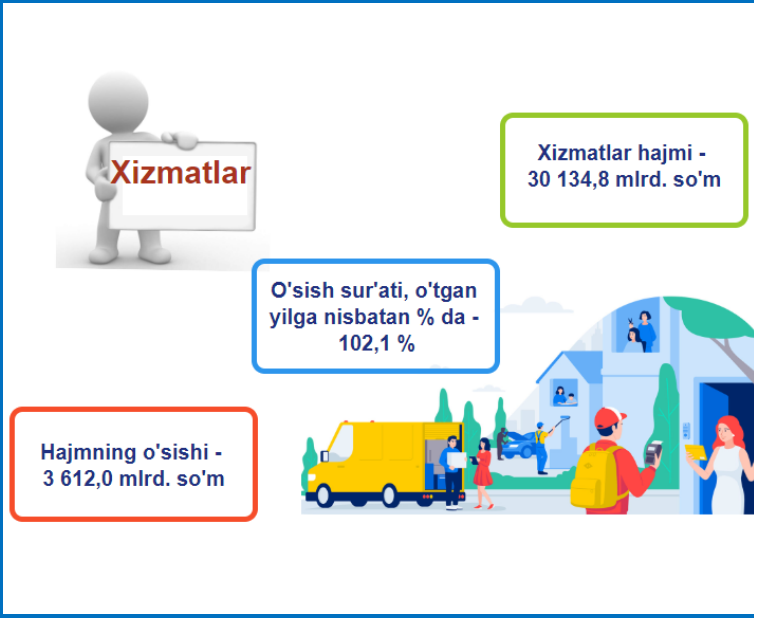 Xizmatlar
Xizmatlar hajmi -
30 134,8 mlrd. so'm
O'sish sur'ati, o'tgan
yilga nisbatan % da -
102,1 %
Hajmning o'sishi -
3 612,0 mlrd. so'm